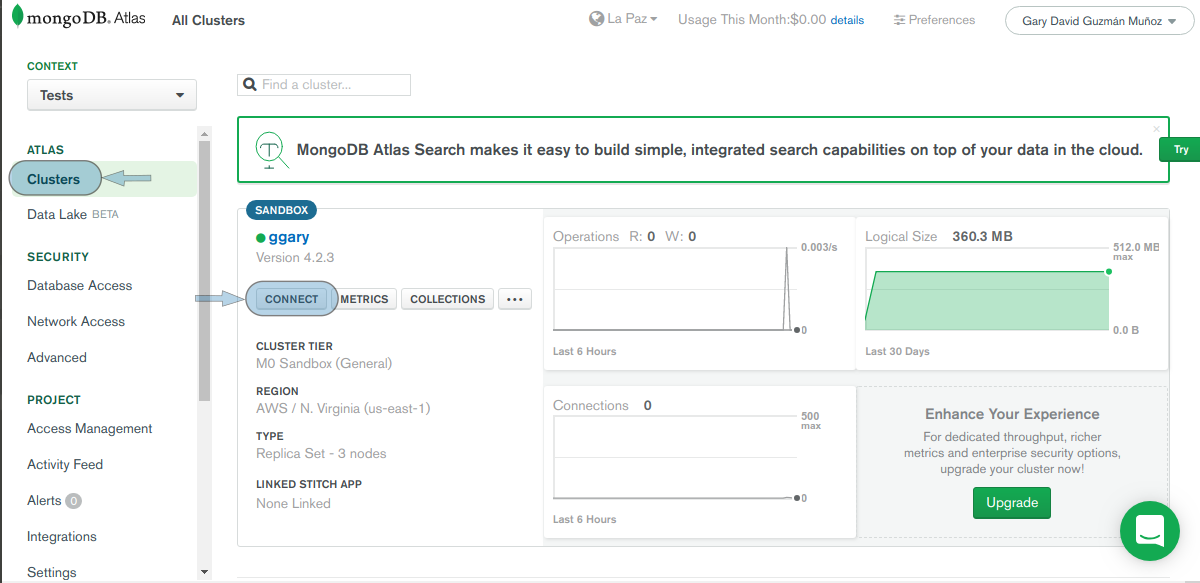 mongoDB. Atlas
All Clusters
La Paz
Usage This Month:$0.00 details
Preferences
Gary David Guzmán Muñoz
CONTEXT
Tests
ATLAS
Clusters
Data Lake BETA
SECURITY
Database Access
Network Access
Advanced
PROJECT
Access Management
Activity Feed
Alerts 0
Integrations
Settings
Find a cluster...
MongoDB Atlas Search makes it easy to build simple, integrated search capabilities on top of your data in the cloud.
Try
SANDBOX
ggary
Version 4.2.3
CONNECT
METRICS
COLLECTIONS
...
CLUSTER TIER
M0 Sandbox (General)
REGION
AWS / N. Virginia (us-east-1)
TYPE
Replica Set - 3 nodes
LINKED STITCH APP
None Linked
Operations R: 0 W: 0
0.003/s
0
Last 6 Hours
Logical Size 360.3 MB
512.0 MB
max
0.0 B
Last 30 Days
Connections 0
500
max
0
Last 6 Hours
Enhance Your Experience
For dedicated throughput, richer
metrics and enterprise security options,
upgrade your cluster now!
Upgrade